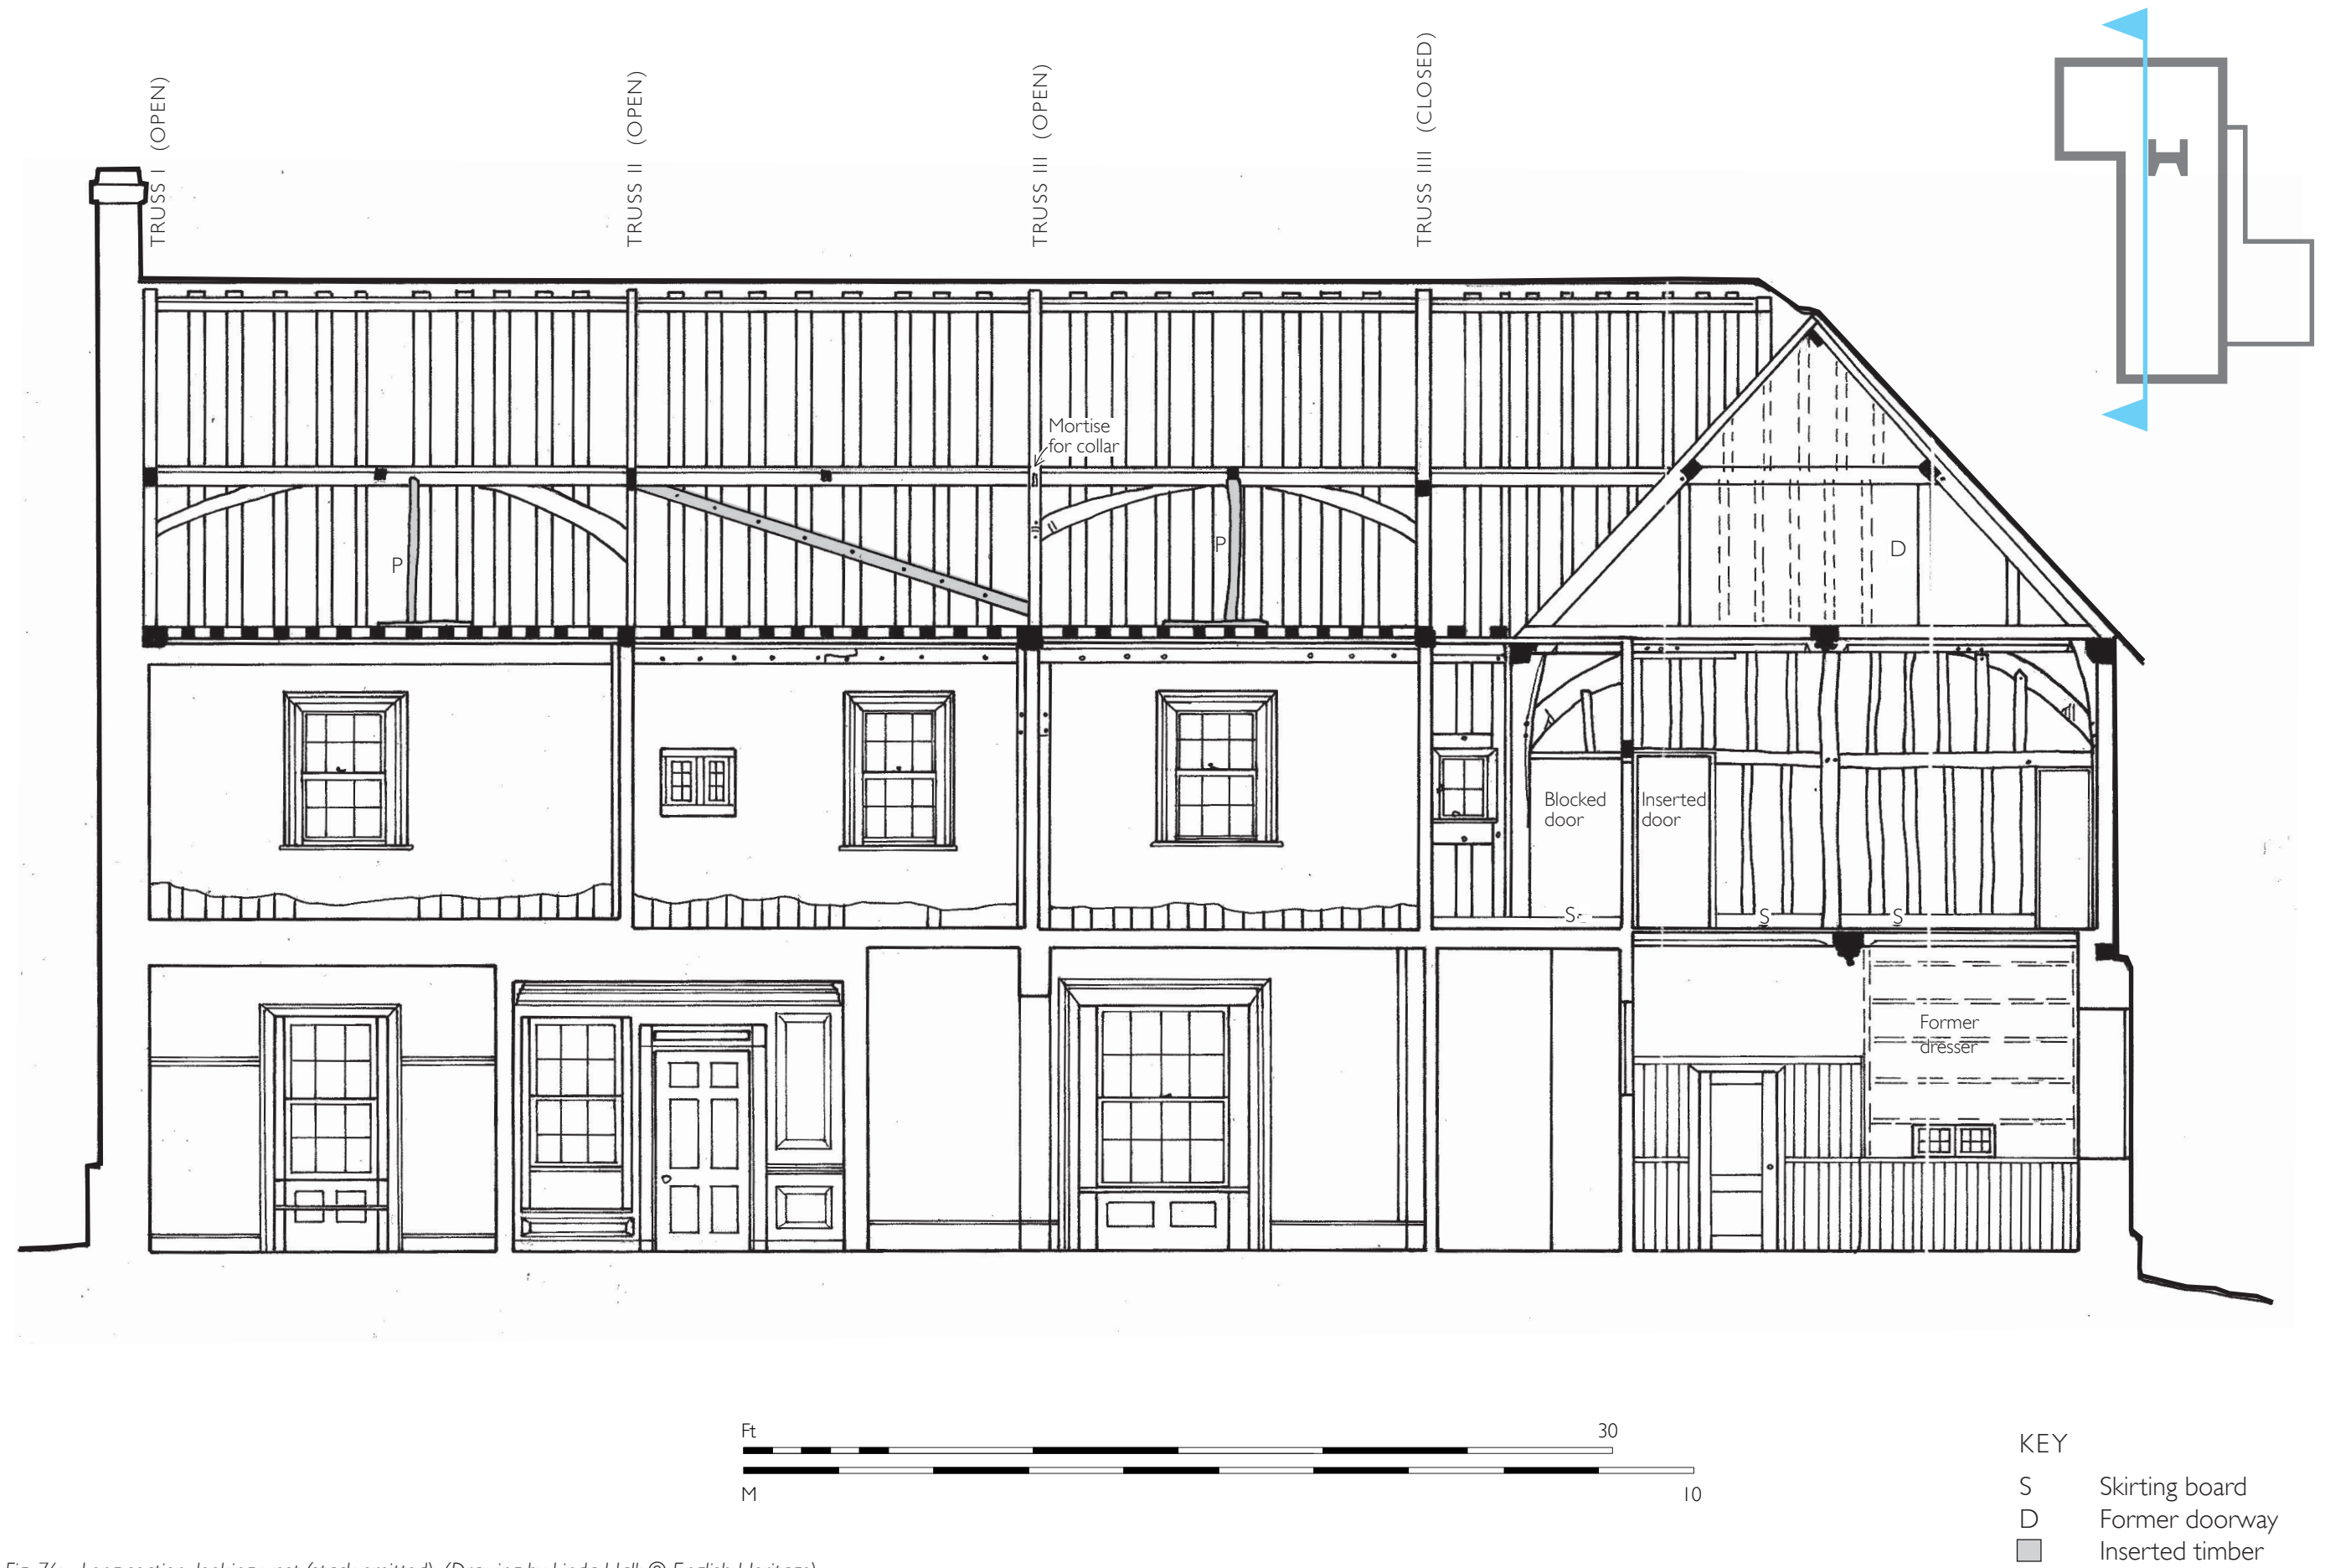 TRUSS I (OPEN)
TRUSS II (OPEN)
TRUSS III (OPEN)
TRUSS IIII (CLOSED)
Mortise
for collar
P
P
D
Blocked
door
Inserted
door
S
S
S
Former
dresser
Ft
30
M
10
KEY
S Skirting board
D Former doorway
Inserted timber